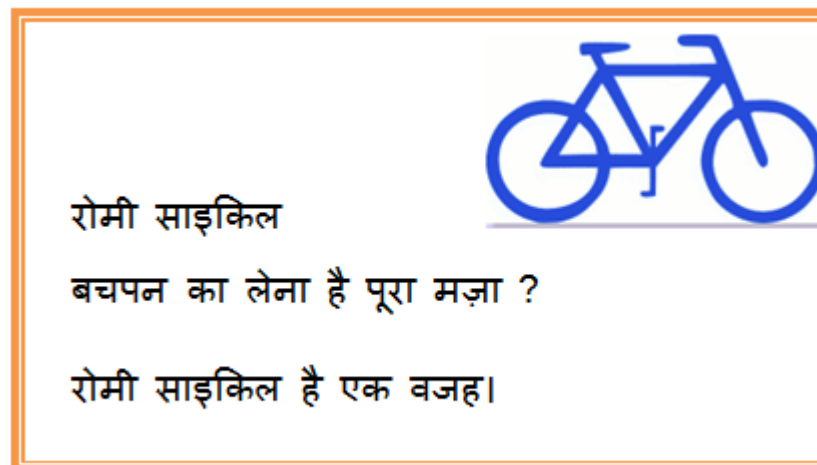 रोमी साइकिल
बचपन का लेना है पूरा मज़ा ?
रोमी साइकिल है एक वजह।